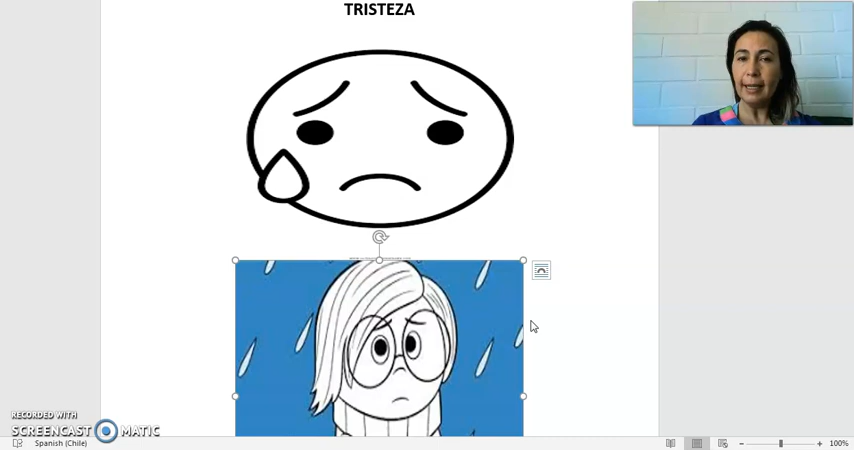 TRISTEZA
RECORDED WITH
SCREENCAST MATIC
Spanish (Chile)
100%